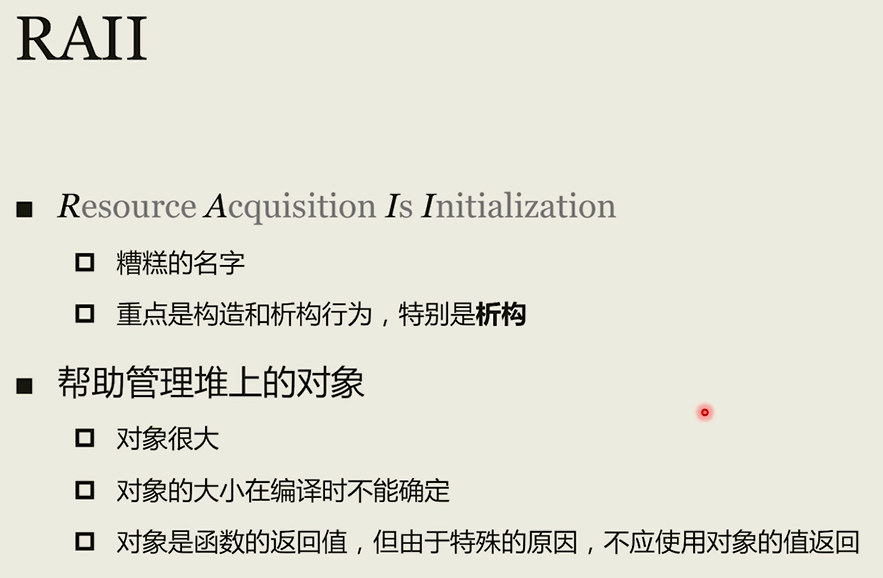 RAII
Resource Acquisition Is Initialization
糟糕的名字
重点是构造和析构行为，特别是析构
帮助管理堆上的对象
对象很大
对象的大小在编译时不能确定
对象是函数的返回值，但由于特殊的原因，不应使用对象的值返回